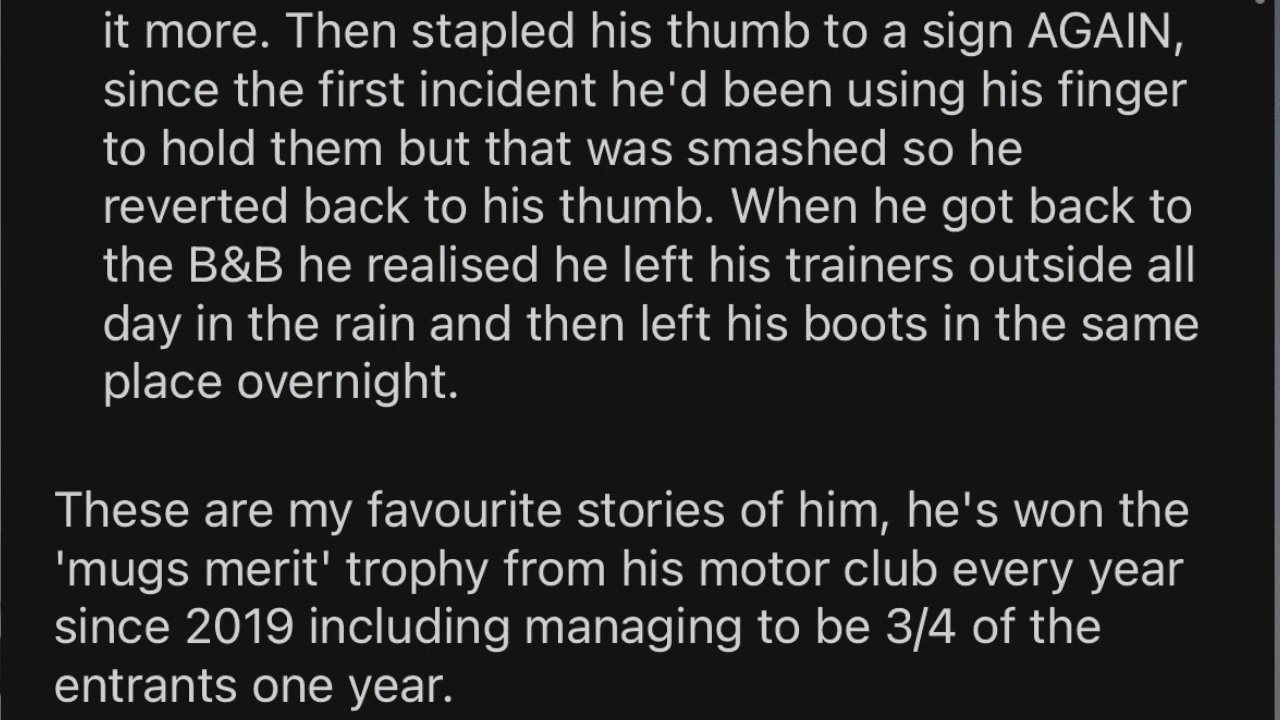 it more. Then stapled his thumb to a sign AGAIN,
since the first incident he'd been using his finger
to hold them but that was smashed so he
reverted back to his thumb. When he got back to
the B&B he realised he left his trainers outside all
day in the rain and then left his boots in the same
place overnight.
These are my favourite stories of him, he's won the
'mugs merit' trophy from his motor club every year
since 2019 including managing to be 3/4 of the
entrants one year.